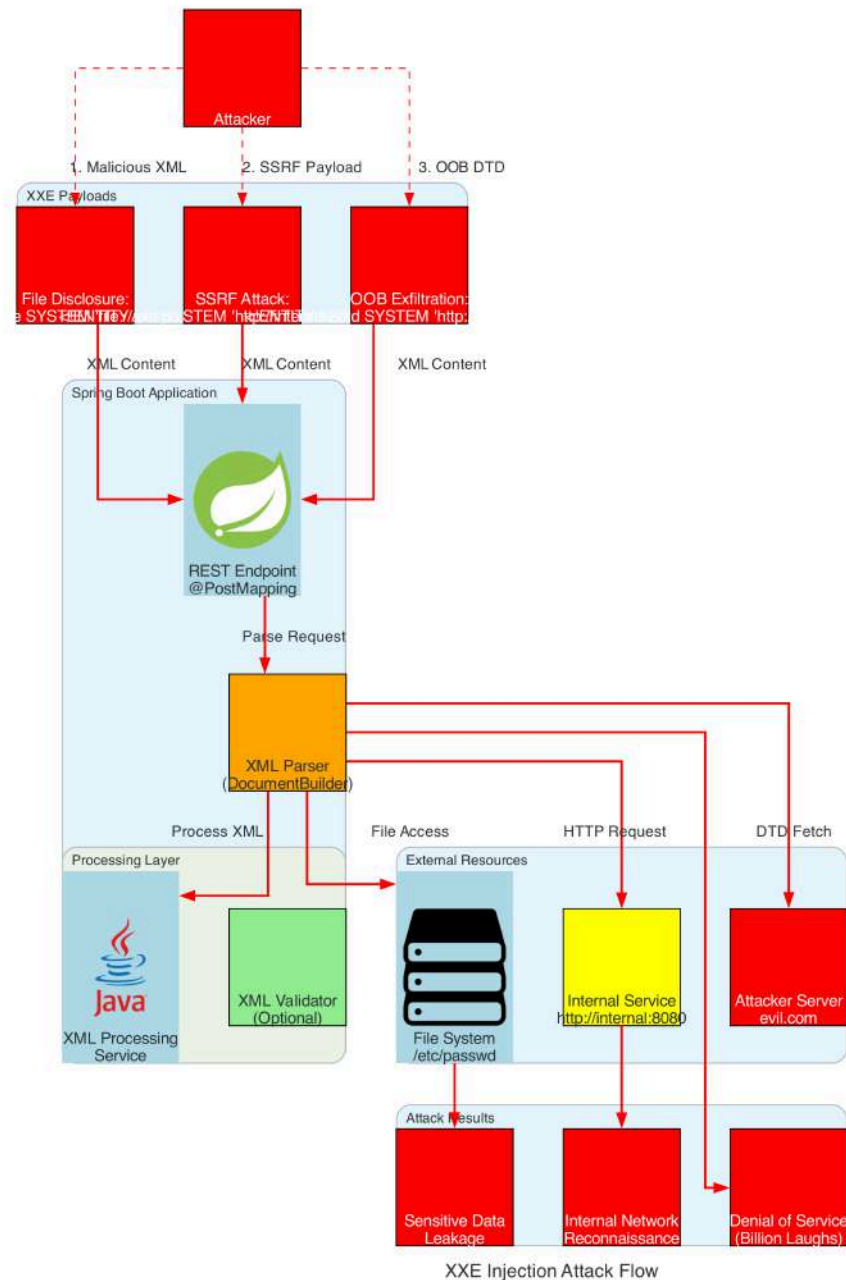 Attacker
1. Malicious XML
2. SSRF Payload
3. OOB DTD
XXE Payloads
File Disclosure:
SSRF Attack:
OOB Exfiltration:
SYSTEM 'http:
XML Content
XML Content
XML Content
Spring Boot Application
REST Endpoint
@PostMapping
Parse Request
XML Parser
(DocumentBuilder)
Process XML
File Access
HTTP Request
DTD Fetch
Processing Layer
External Resources
Java
XML Processing
Service
XML Validator
(Optional)
File System
/etc/passwd
Internal Service
http://internal:8080
Attacker Server
evil.com
Attack Results
Sensitive Data
Leakage
Internal Network
Reconnaissance
Denial of Service
(Billion Laughs)
XXE Injection Attack Flow